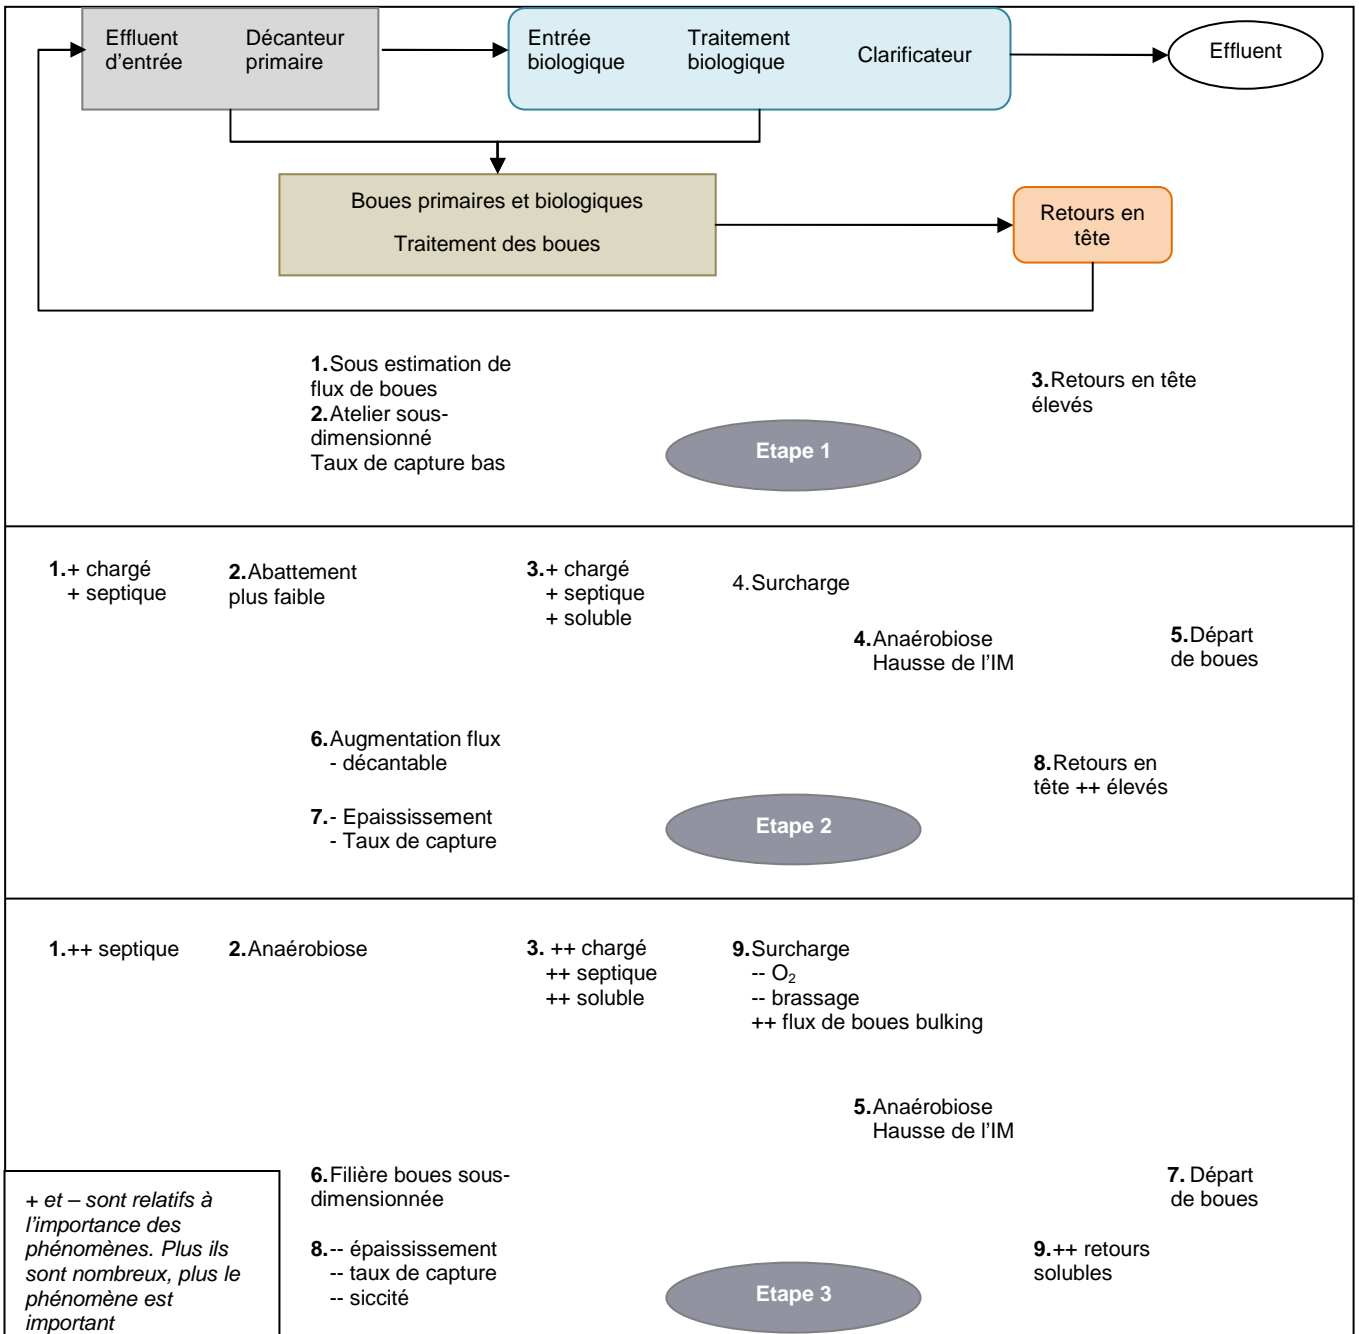 Effluent d'entrée
Décanteur primaire
Entrée biologique
Traitement biologique
Clarificateur
Effluent
Boues primaires et biologiques
Traitement des boues
Retours en tête
1.Sous estimation de
flux de boues
2.Atelier sous-
dimensionné
Taux de capture bas
3.Retours en tête
élevés
Etape 1
1.+ chargé
+ septique
2.Abattement
plus faible
3.+ chargé
+ septique
+ soluble
4.Surcharge
4.Anaérobiose
Hausse de l'IM
5.Départ
de boues
6.Augmentation flux
- décantable
7.- Epaississement
- Taux de capture
8.Retours en
tête ++ élevés
Etape 2
1.++ septique
2.Anaérobiose
3. ++ chargé
++ septique
++ soluble
9.Surcharge
-- O₂
-- brassage
++ flux de boues bulking
5.Anaérobiose
Hausse de l'IM
6.Filière boues sous-
dimensionnée
7. Départ
de boues
8.-- épaississement
-- taux de capture
-- siccité
9.++ retours
solubles
Etape 3
+ et – sont relatifs à
l'importance des
phénomènes. Plus ils
sont nombreux, plus le
phénomène est
important